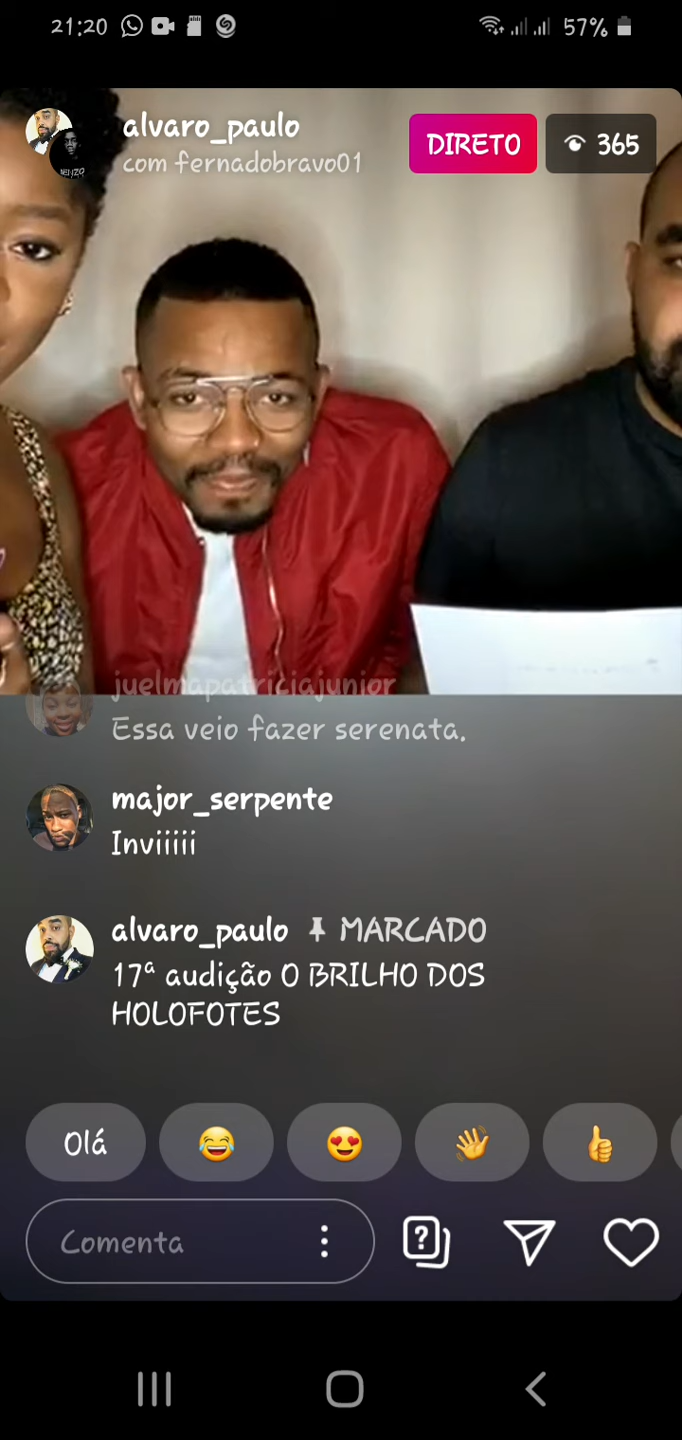 21:20
57%
alvaro_paulo
com fernadobravo01
DIRETO
365
juelmapatriciajunior
Essa veio fazer serenata.
major_serpente
Inviiiii
alvaro_paulo MARCADO
17ª audição O BRILHO DOS
HOLOFOTES
Olá
Comenta